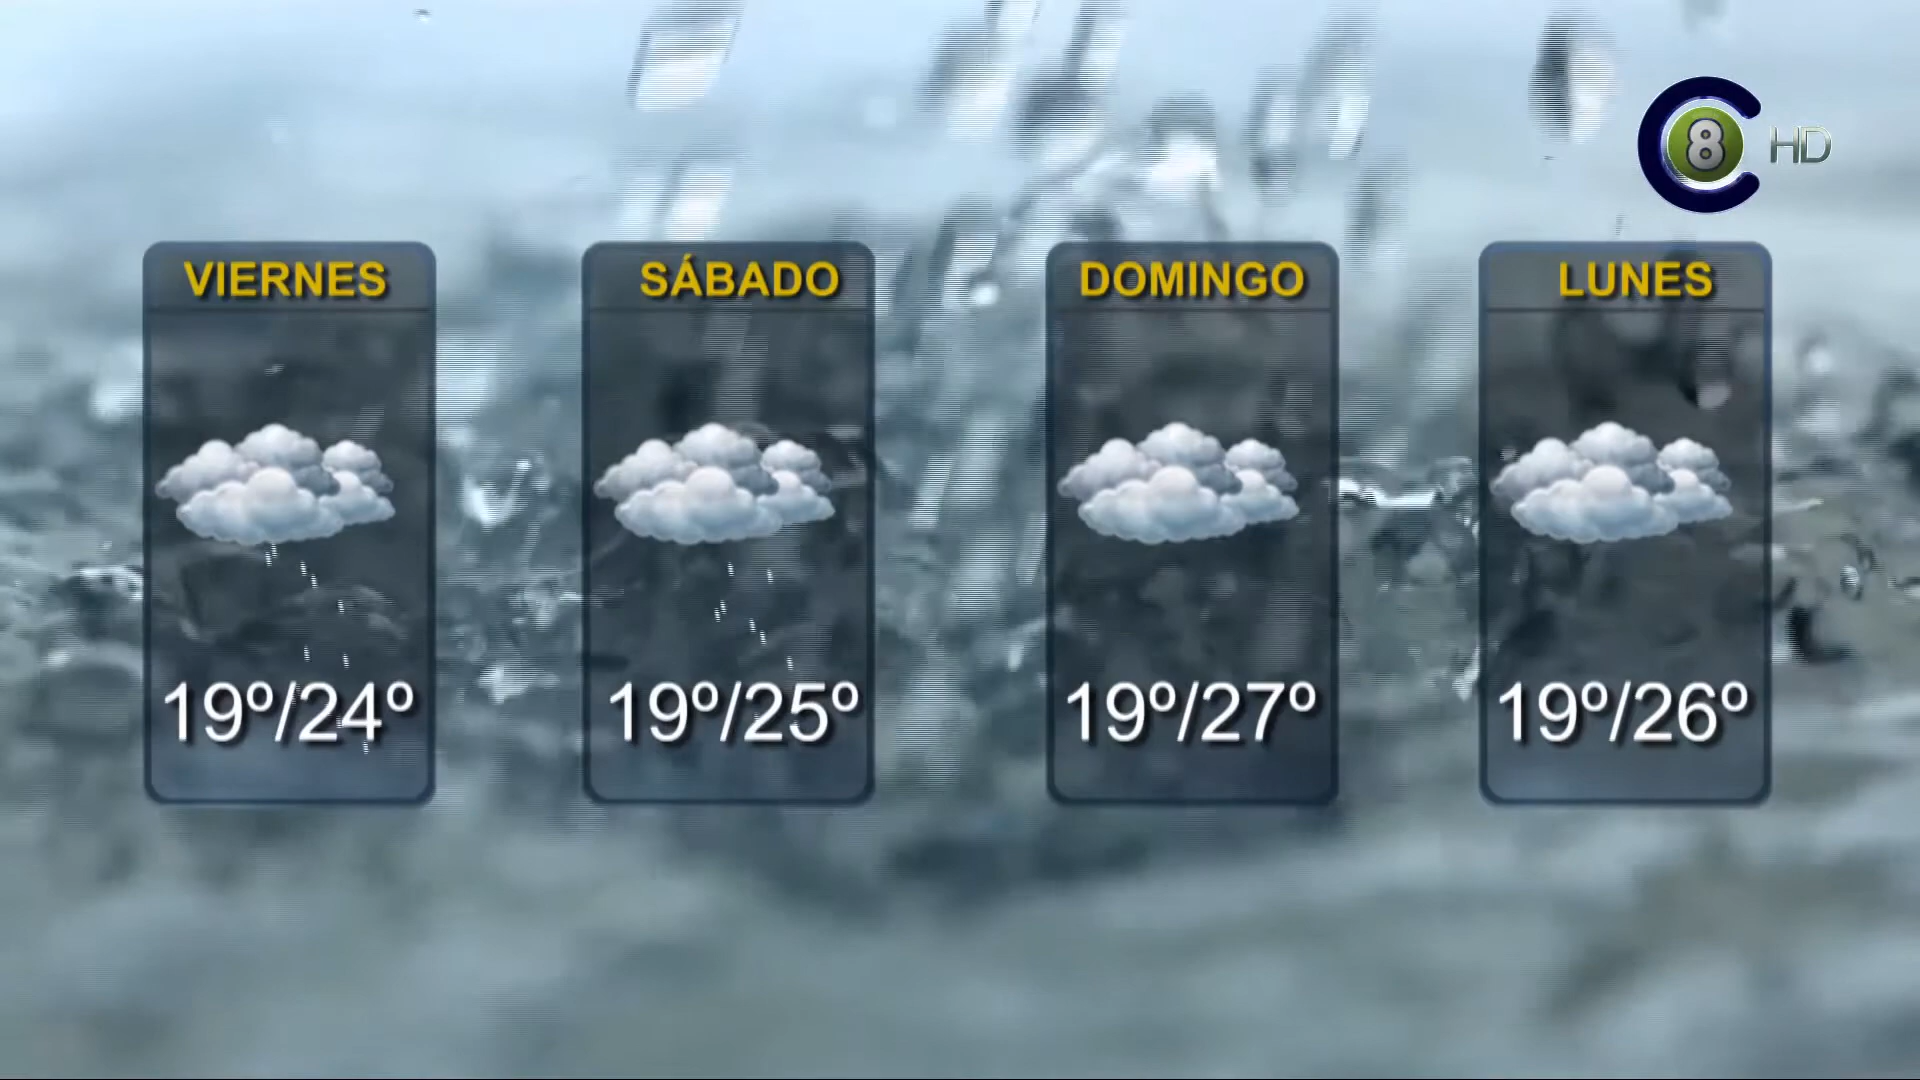 C 8 HD
VIERNES
SÁBADO
DOMINGO
LUNES
19º/24º
19º/25º
19º/27º
19º/26º